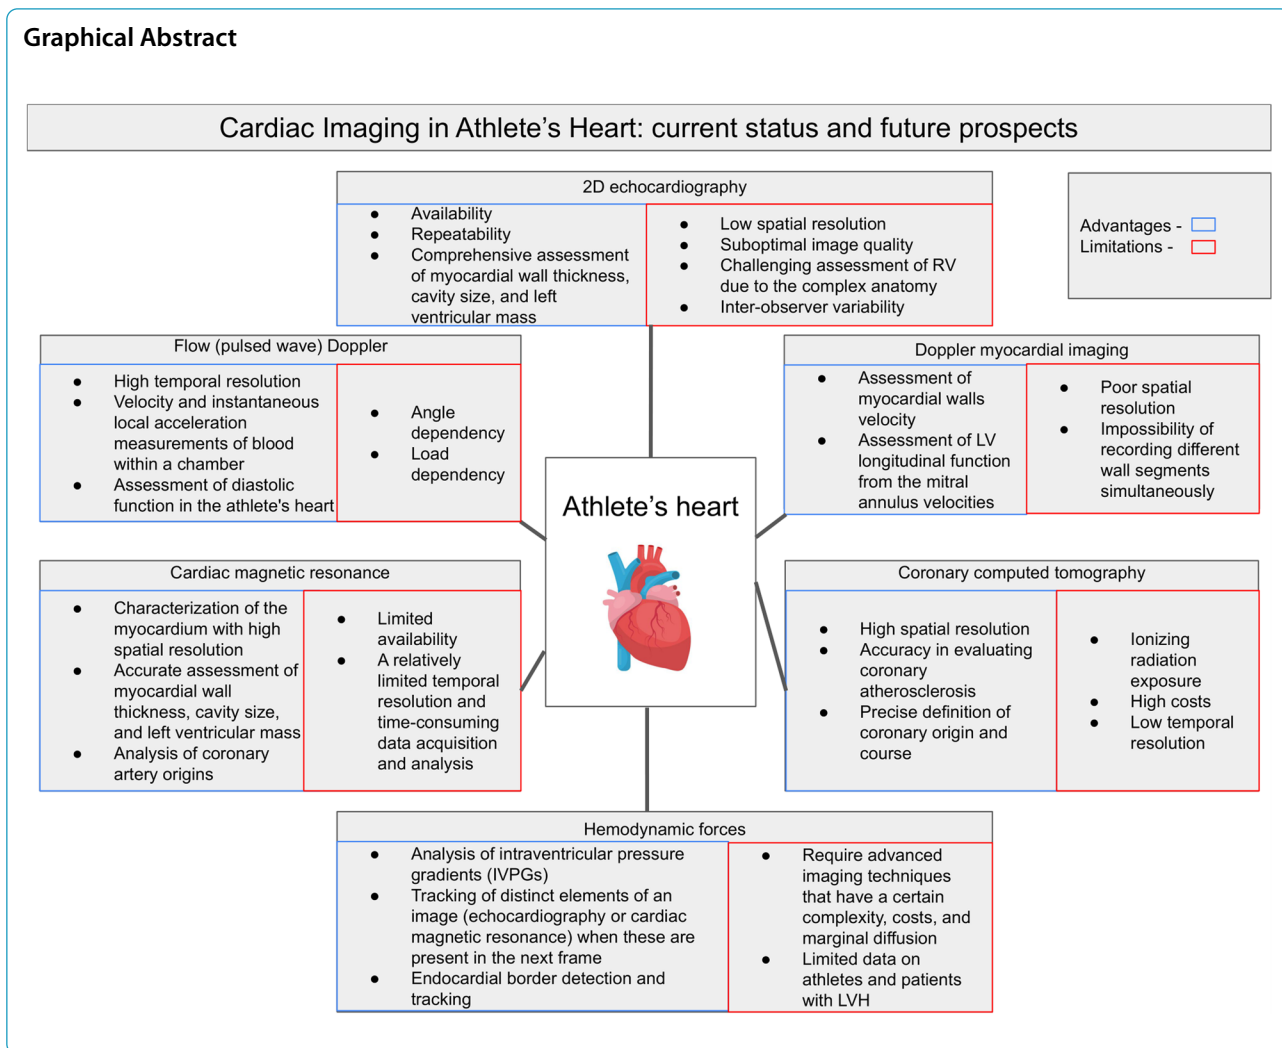 Graphical Abstract
Cardiac Imaging in Athlete’s Heart: current status and future prospects
2D echocardiography
● Availability
● Repeatability
● Comprehensive assessment
of myocardial wall thickness,
cavity size, and left
ventricular mass
● Low spatial resolution
● Suboptimal image quality
● Challenging assessment of RV
due to the complex anatomy
● Inter-observer variability
Advantages -
Limitations -
Flow (pulsed wave) Doppler
● High temporal resolution
● Velocity and instantaneous
local acceleration
measurements of blood
within a chamber
● Assessment of diastolic
function in the athlete's heart
● Angle
dependency
● Load
dependency
Doppler myocardial imaging
● Assessment of
myocardial walls
velocity
● Assessment of LV
longitudinal function
from the mitral
annulus velocities
● Poor spatial
resolution
● Impossibility of
recording different
wall segments
simultaneously
Athlete’s heart
Cardiac magnetic resonance
● Characterization of the
myocardium with high
spatial resolution
● Accurate assessment of
myocardial wall
thickness, cavity size,
and left ventricular mass
● Analysis of coronary
artery origins
● Limited
availability
● A relatively
limited temporal
resolution and
time-consuming
data acquisition
and analysis
Coronary computed tomography
● High spatial resolution
● Accuracy in evaluating
coronary
atherosclerosis
● Precise definition of
coronary origin and
course
● Ionizing
radiation
exposure
● High costs
● Low temporal
resolution
Hemodynamic forces
● Analysis of intraventricular pressure
gradients (IVPGs)
● Tracking of distinct elements of an
image (echocardiography or cardiac
magnetic resonance) when these are
present in the next frame
● Endocardial border detection and
tracking
● Require advanced
imaging techniques
that have a certain
complexity, costs, and
marginal diffusion
● Limited data on
athletes and patients
with LVH